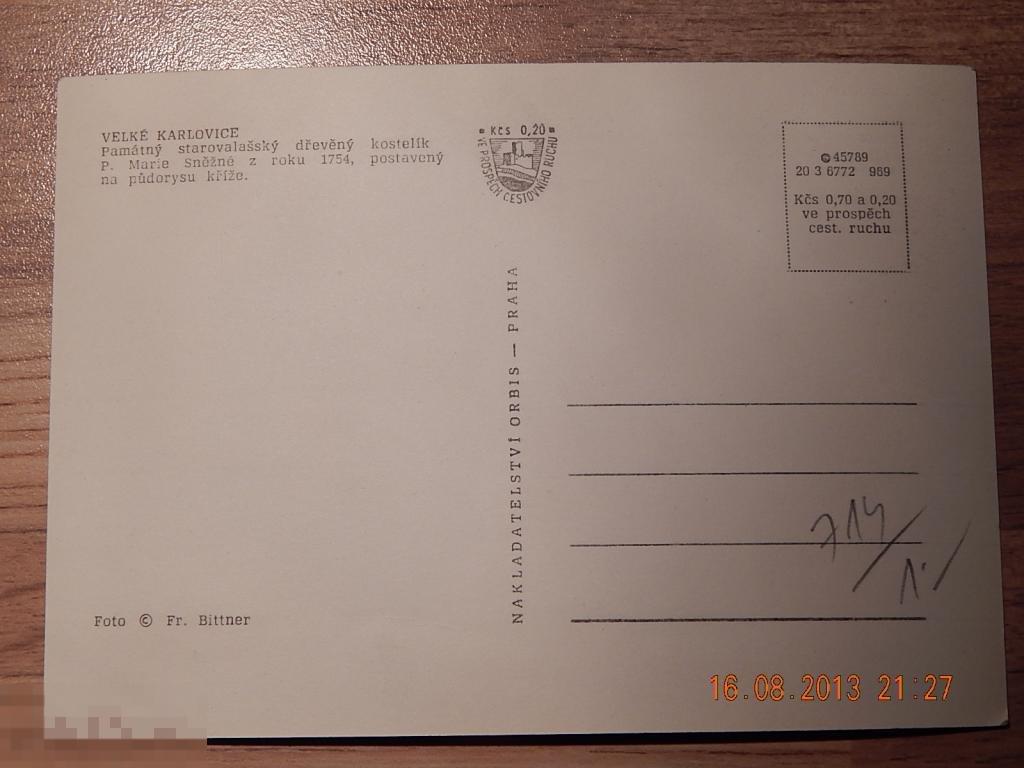 VELKÉ KARLOVICE
Památný starovalašský dřevěný kostelík
P. Marie Sněžné z roku 1754, postavený
na půdorysu kříže.
Kčs 0,20
VE PROSPĚCH CESTOVNÍHO RUCHU
© 45789
20 3 6772 969
Kčs 0,70 a 0,20
ve prospěch
cest. ruchu
NAKLADATELSTVÍ ORBIS — PRAHA
714/
1./
Foto © Fr. Bittner
16.08.2013 21:27